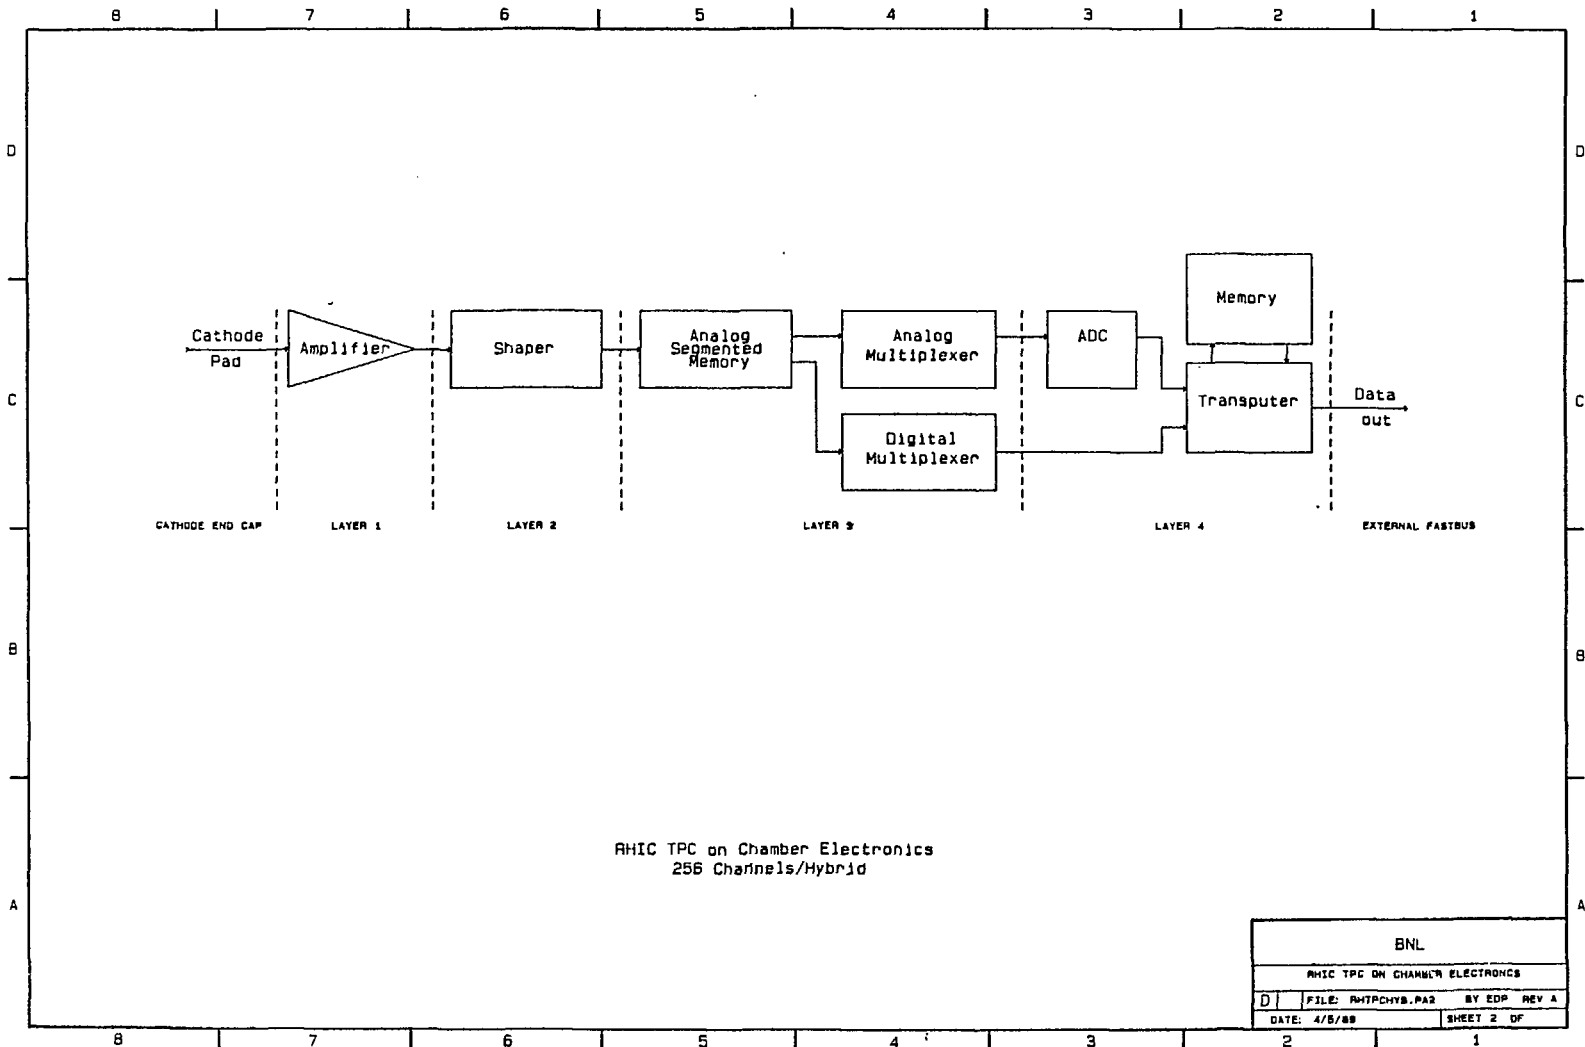 8 7 6 5 4 3 2 1
D D
Memory
Cathode
Pad
Amplifier
Shaper
Analog
Segmented
Memory
Analog
Multiplexer
ADC
Transputer
Data
out
C C
Digital
Multiplexer
CATHODE END CAP LAYER 1 LAYER 2 LAYER 3 LAYER 4 EXTERNAL FASTBUS
B B
RHIC TPC on Chamber Electronics
256 Channels/Hybrid
A A
BNL
RHIC TPC ON CHAMBER ELECTRONCS
D FILE: RHTPCHYB.PA2 BY EDP REV A
DATE: 4/5/89 SHEET 2 OF
8 7 6 5 4 3 2 1